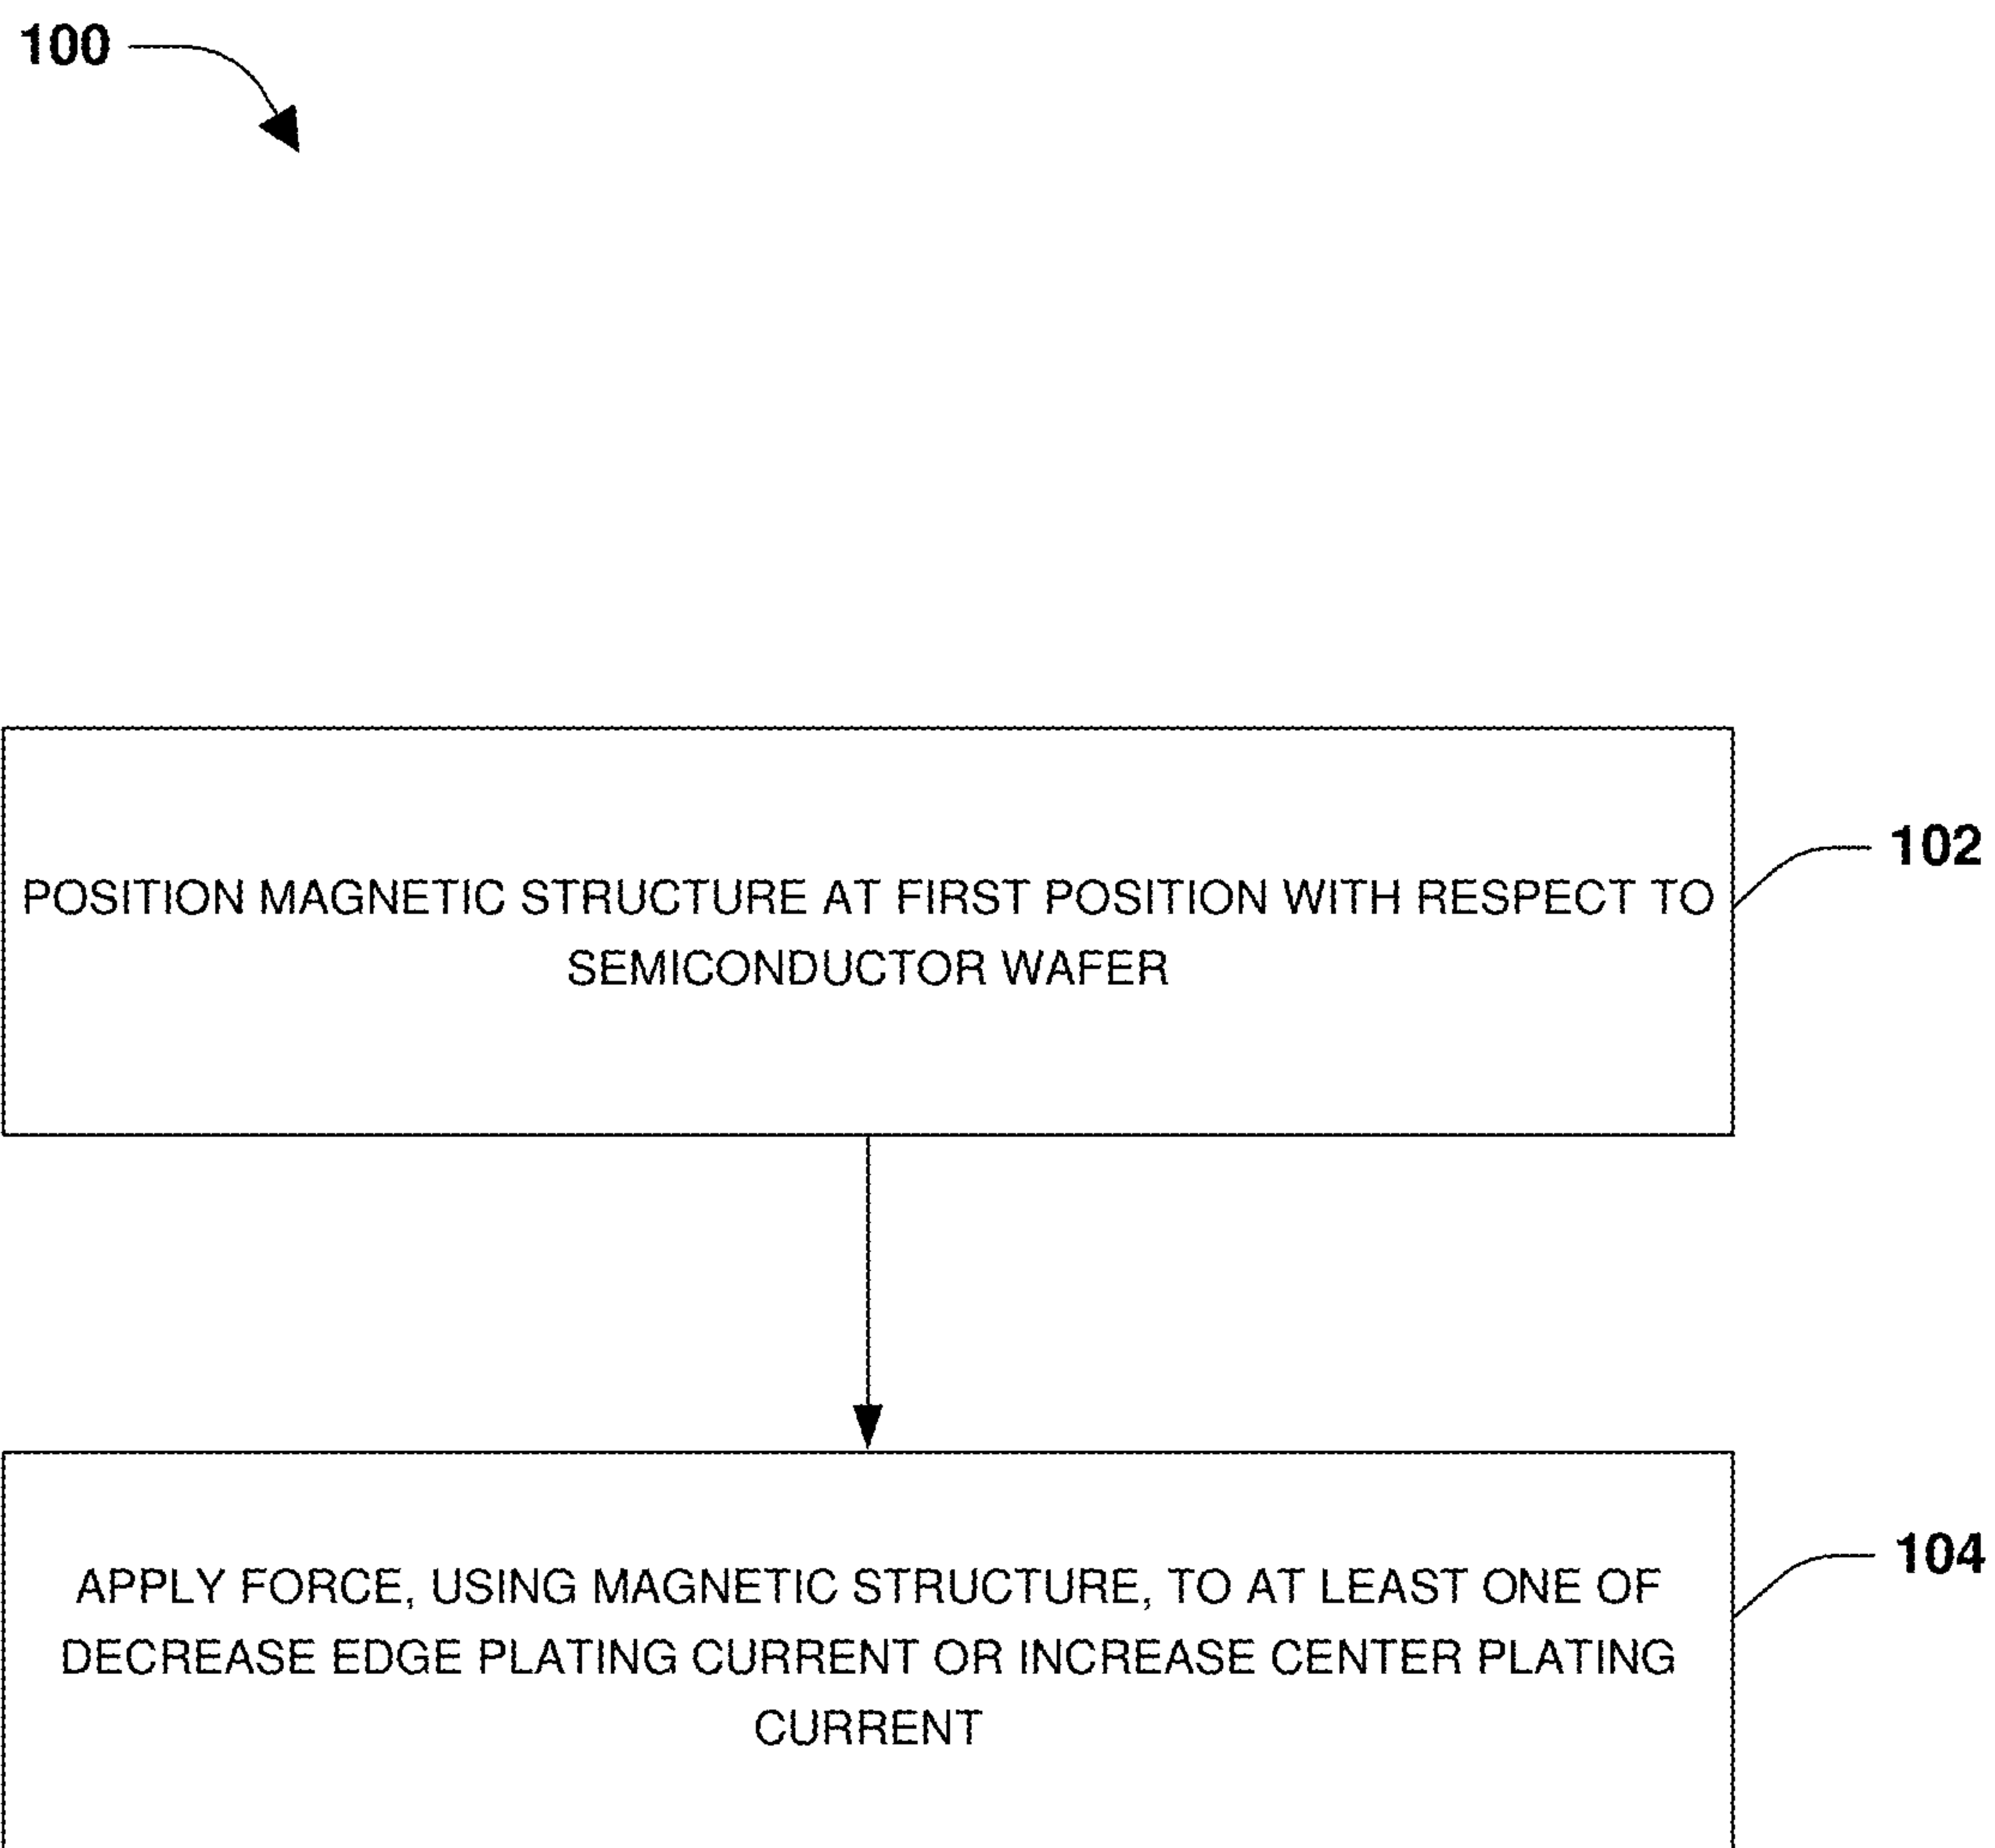 100
POSITION MAGNETIC STRUCTURE AT FIRST POSITION WITH RESPECT TO
SEMICONDUCTOR WAFER
102
APPLY FORCE, USING MAGNETIC STRUCTURE, TO AT LEAST ONE OF
DECREASE EDGE PLATING CURRENT OR INCREASE CENTER PLATING
CURRENT
104